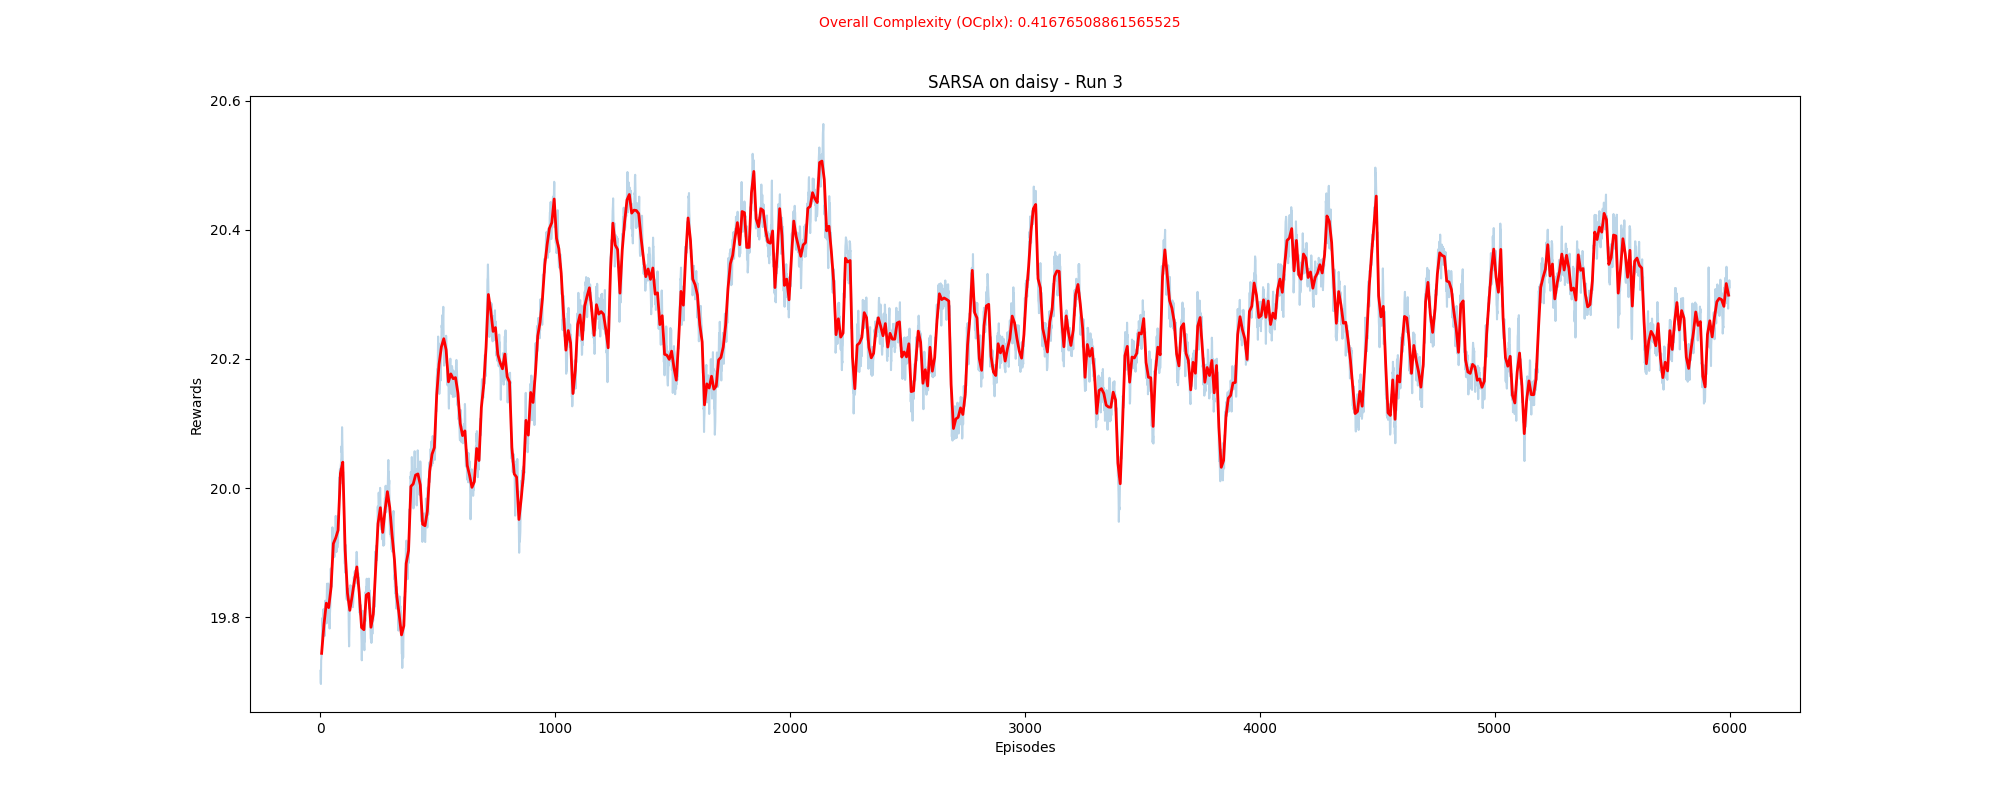 Overall Complexity (OCplx): 0.41676508861565525
SARSA on daisy - Run 3
20.6
20.4
20.2
20.0
19.8
Rewards
0 1000 2000 3000 4000 5000 6000
Episodes